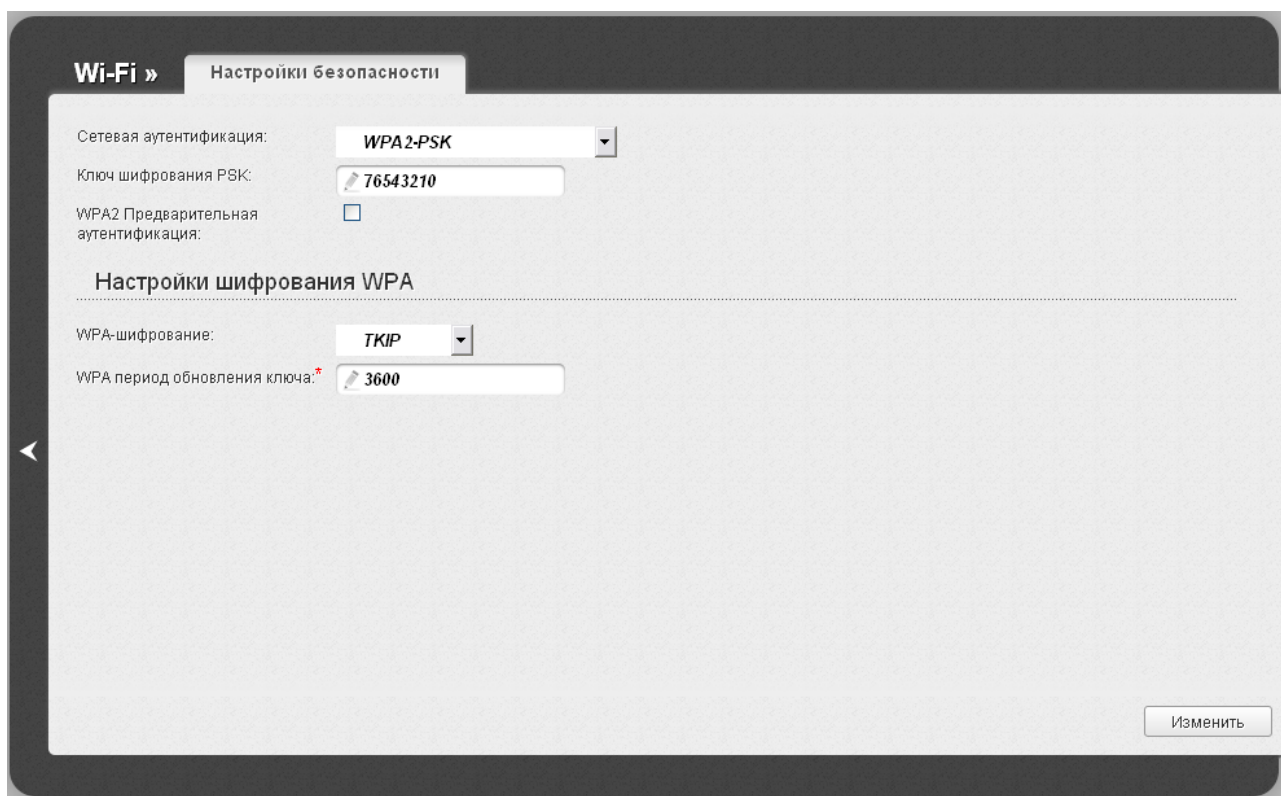 Wi-Fi » Настройки безопасности
Сетевая аутентификация: WPA2-PSK
Ключ шифрования PSK: 76543210
WPA2 Предварительная
аутентификация:
Настройки шифрования WPA
WPA-шифрование: TKIP
WPA период обновления ключа:* 3600
Изменить